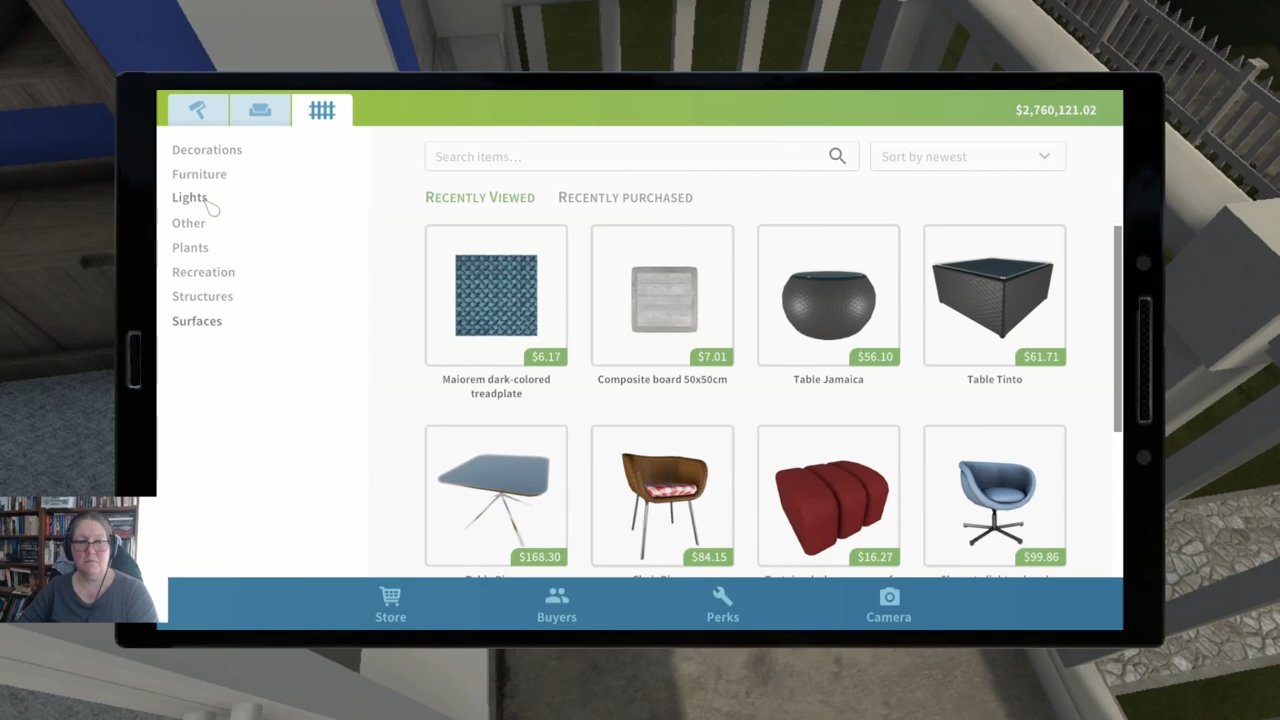 $2,760,121.02
Decorations
Furniture
Lights
Other
Plants
Recreation
Structures
Surfaces
Search items...
Sort by newest
RECENTLY VIEWED
RECENTLY PURCHASED
$6.17
$7.01
$56.10
$61.71
Maiorem dark-colored
treadplate
Composite board 50x50cm
Table Jamaica
Table Tinto
$168.30
$84.15
$16.27
$99.86
Store
Buyers
Perks
Camera